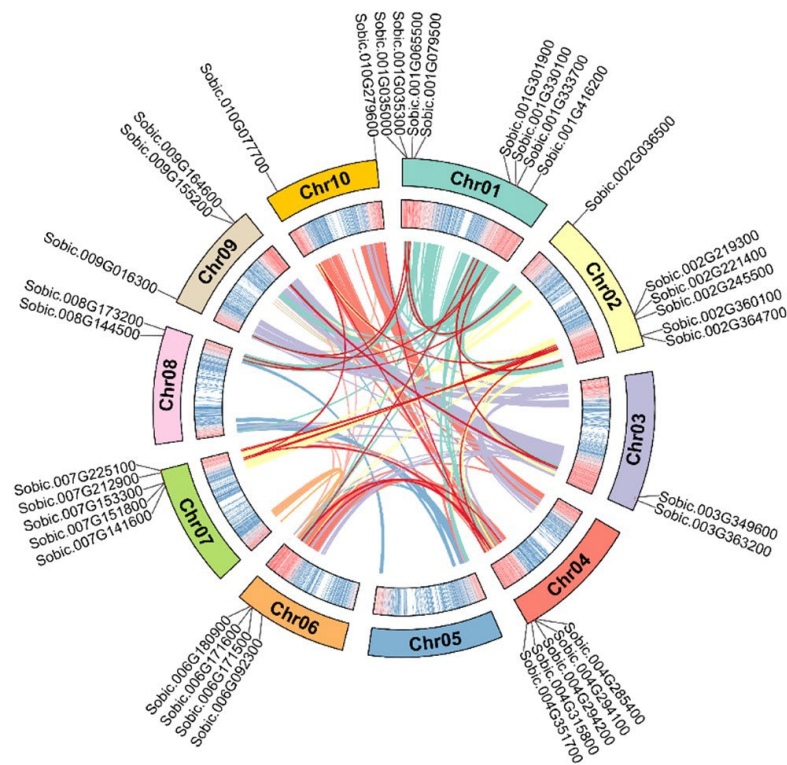 Sobic.010G279600
Sobic.001G035000
Sobic.001G035300
Sobic.001G065500
Sobic.001G079500
Sobic.001G301900
Sobic.001G330100
Sobic.001G333700
Sobic.001G416200
Chr01
Sobic.002G036500
Chr02
Sobic.002G219300
Sobic.002G221400
Sobic.002G245500
Sobic.002G360100
Sobic.002G364700
Chr03
Sobic.003G349600
Sobic.003G363200
Chr04
Sobic.004G285400
Sobic.004G294100
Sobic.004G294200
Sobic.004G315800
Sobic.004G351700
Chr05
Chr06
Sobic.006G092300
Sobic.006G171500
Sobic.006G171600
Sobic.006G180900
Chr07
Sobic.007G141600
Sobic.007G151800
Sobic.007G153300
Sobic.007G212900
Sobic.007G225100
Chr08
Sobic.008G144500
Sobic.008G173200
Chr09
Sobic.009G016300
Sobic.009G155200
Sobic.009G164600
Chr10
Sobic.010G077700